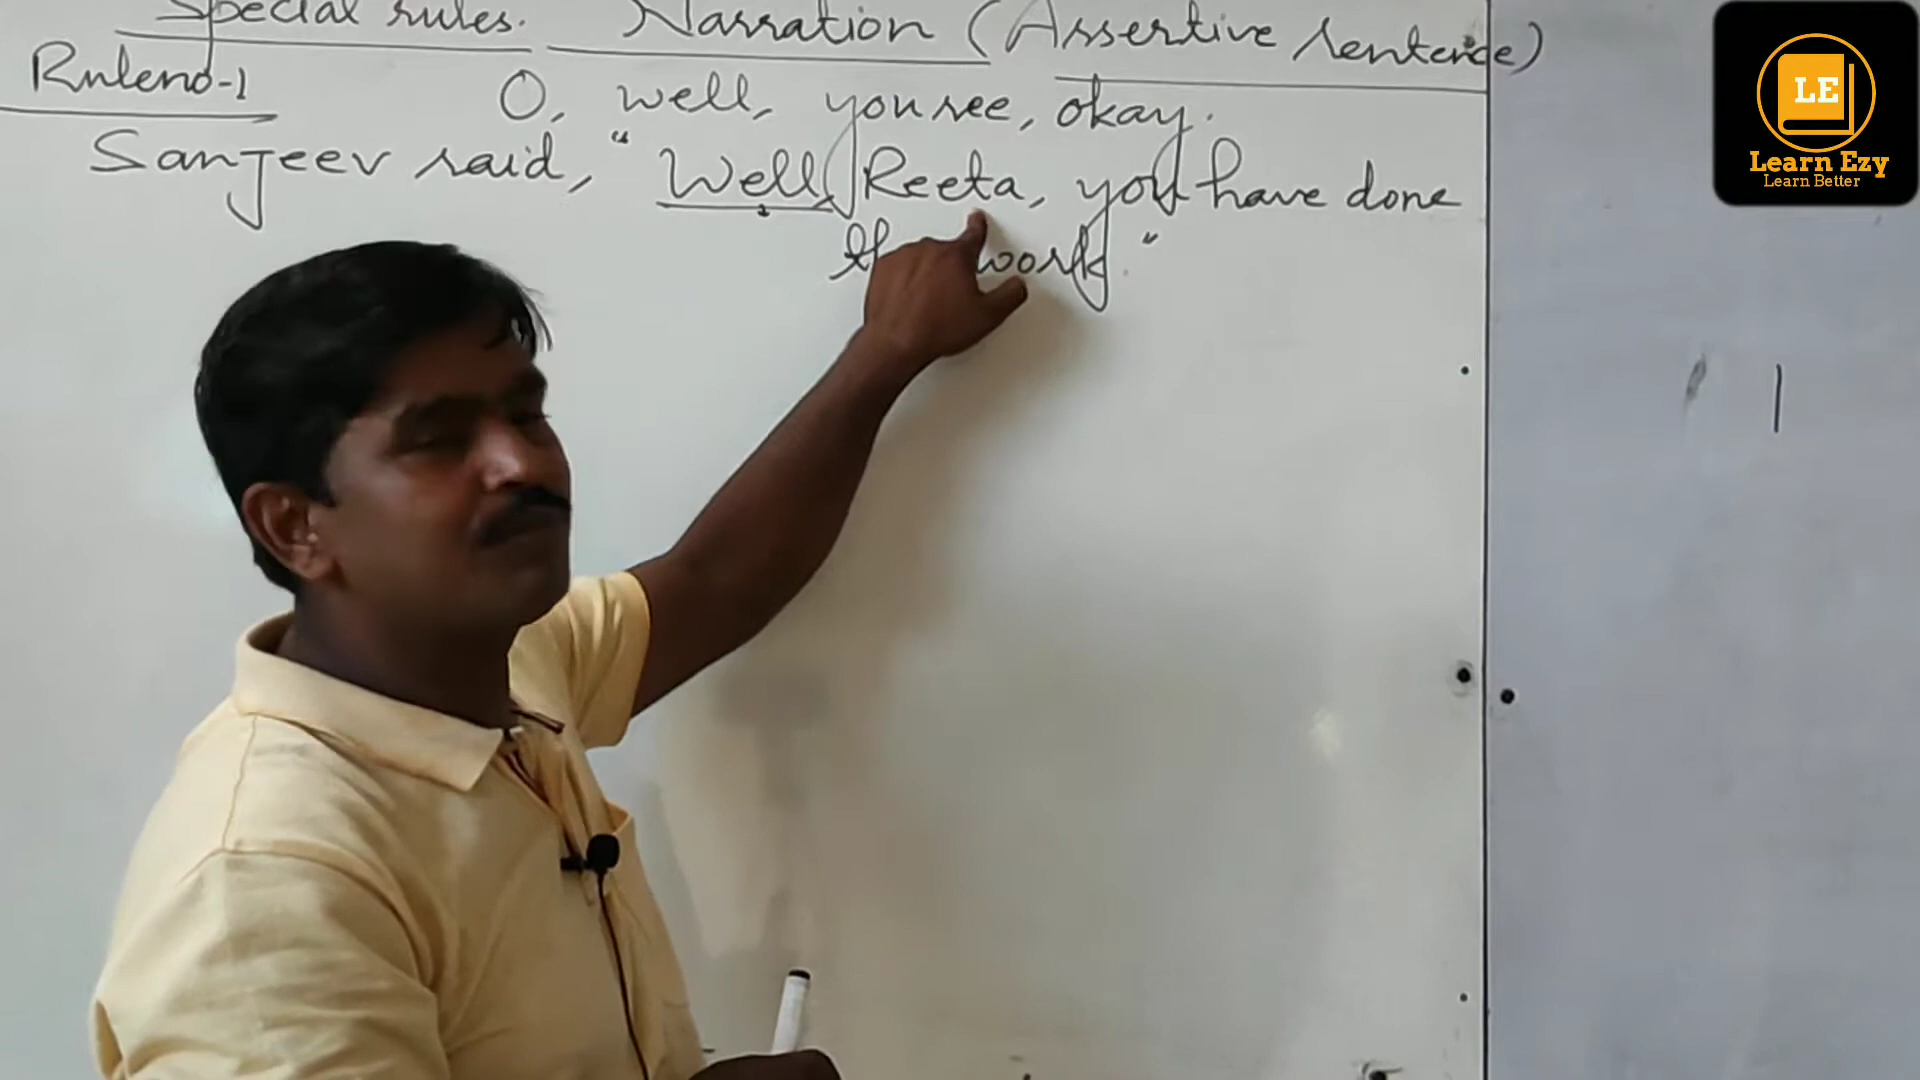 Special rules. Narration (Assertive sentence)
Rule no-1
O, well, you see, okay.
Sanjeev said, "Well, Reeta, you have done
work."
LE
Learn Ezy
Learn Better